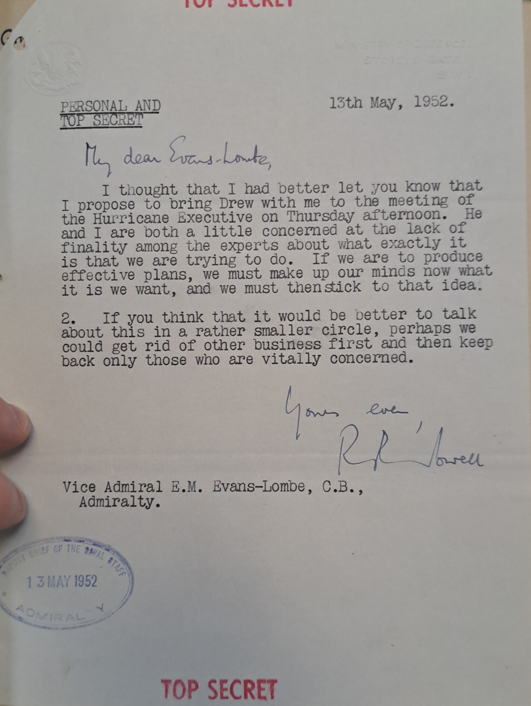 TOP SECRET
PERSONAL AND
TOP SECRET
13th May, 1952.
My dear Evans-Lombe,
I thought that I had better let you know that
I propose to bring Drew with me to the meeting of
the Hurricane Executive on Thursday afternoon. He
and I are both a little concerned at the lack of
finality among the experts about what exactly it
is that we are trying to do. If we are to produce
effective plans, we must make up our minds now what
it is we want, and we must then stick to that idea.
2. If you think that it would be better to talk
about this in a rather smaller circle, perhaps we
could get rid of other business first and then keep
back only those who are vitally concerned.
Yours ever,
Vice Admiral E.M. Evans-Lombe, C.B.,
Admiralty.
CHIEF OF THE NAVAL STAFF
13 MAY 1952
ADMIRALTY
TOP SECRET